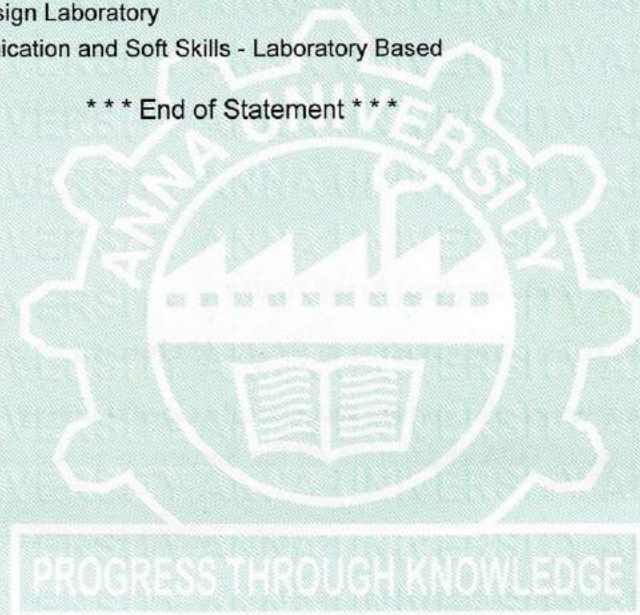 sign Laboratory
ication and Soft Skills - Laboratory Based
* * * End of Statement * * *
ANNA UNIVERSITY
PROGRESS THROUGH KNOWLEDGE